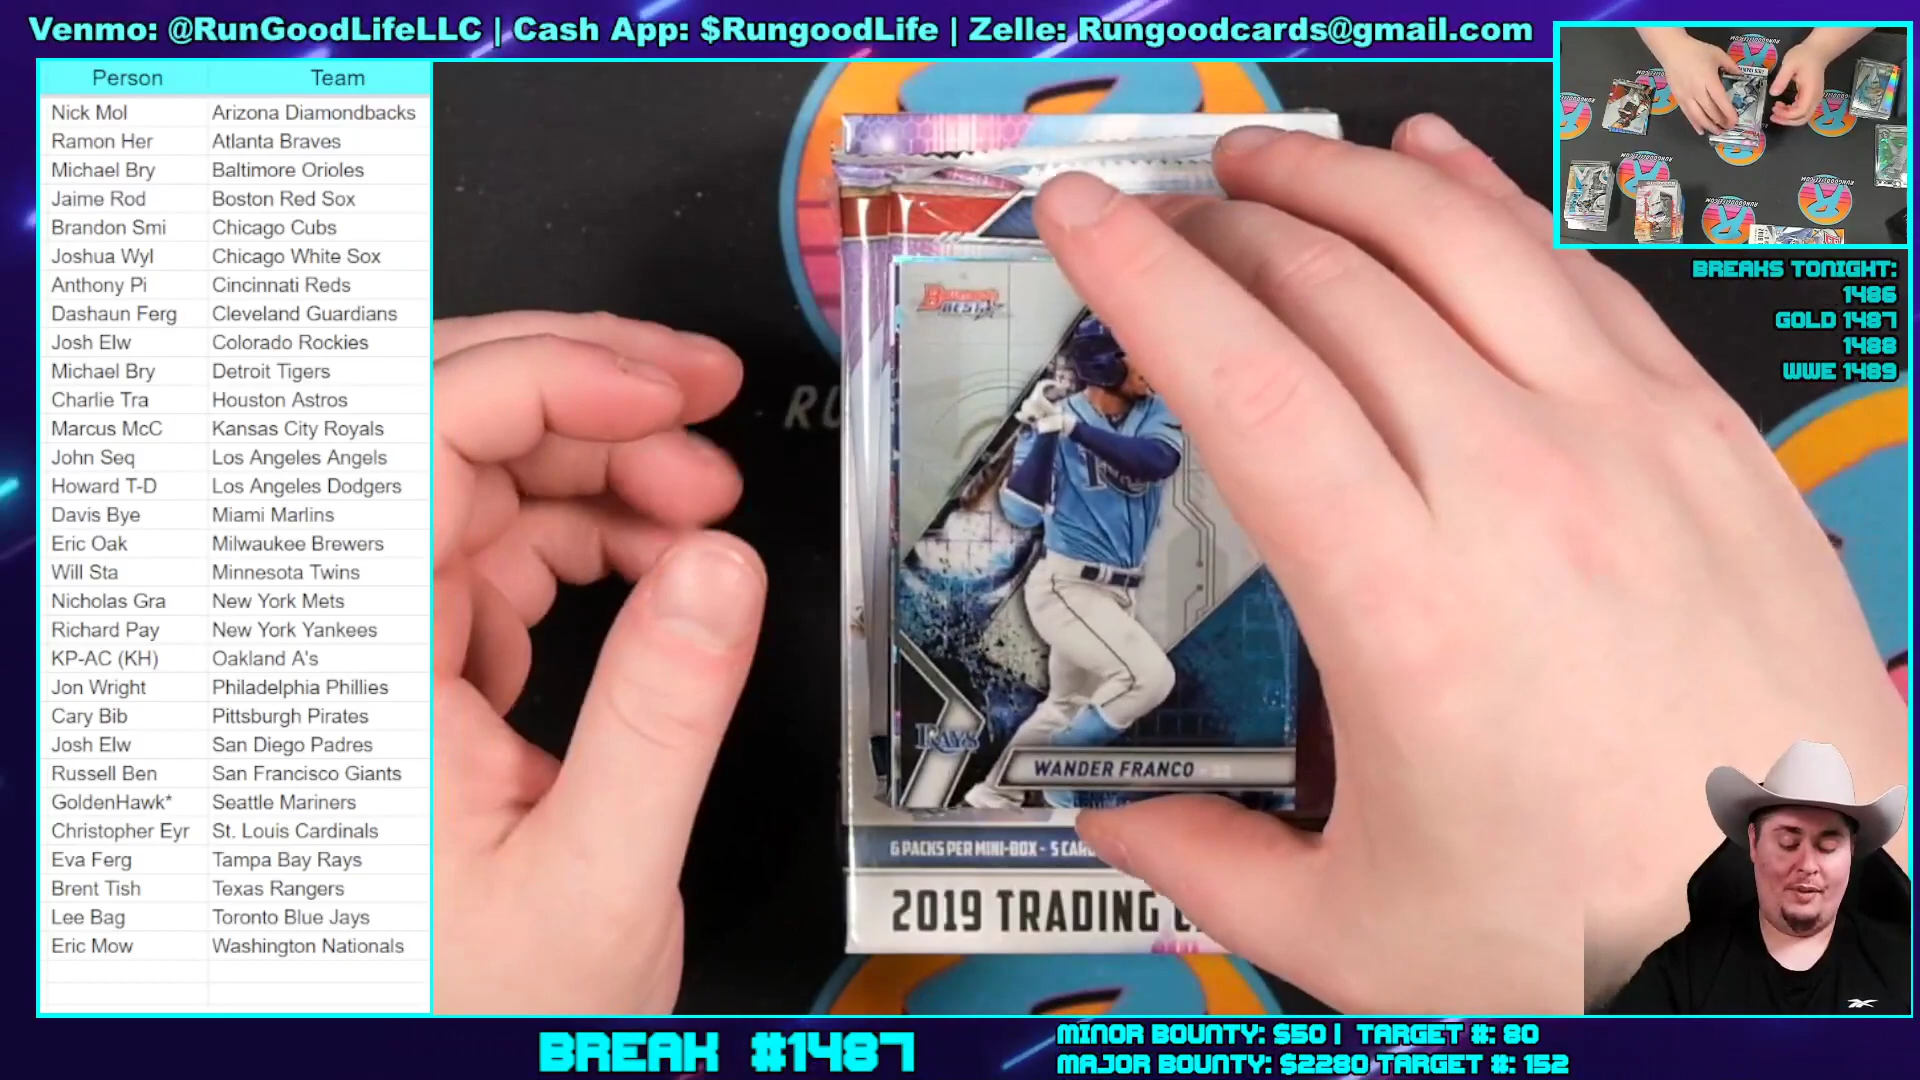 Venmo: @RunGoodLifeLLC | Cash App: $RungoodLife | Zelle: Rungoodcards@gmail.com
Person Team
Nick Mol Arizona Diamondbacks
Ramon Her Atlanta Braves
Michael Bry Baltimore Orioles
Jaime Rod Boston Red Sox
Brandon Smi Chicago Cubs
Joshua Wyl Chicago White Sox
Anthony Pi Cincinnati Reds
Dashaun Ferg Cleveland Guardians
Josh Elw Colorado Rockies
Michael Bry Detroit Tigers
Charlie Tra Houston Astros
Marcus McC Kansas City Royals
John Seq Los Angeles Angels
Howard T-D Los Angeles Dodgers
Davis Bye Miami Marlins
Eric Oak Milwaukee Brewers
Will Sta Minnesota Twins
Nicholas Gra New York Mets
Richard Pay New York Yankees
KP-AC (KH) Oakland A's
Jon Wright Philadelphia Phillies
Cary Bib Pittsburgh Pirates
Josh Elw San Diego Padres
Russell Ben San Francisco Giants
GoldenHawk* Seattle Mariners
Christopher Eyr St. Louis Cardinals
Eva Ferg Tampa Bay Rays
Brent Tish Texas Rangers
Lee Bag Toronto Blue Jays
Eric Mow Washington Nationals
BOWMAN'S
BEST
RU
RAYS
WANDER FRANCO
6 PACKS PER MINI-BOX - 5 CAR
2019 TRADING C
BREAKS TONIGHT:
1486
GOLD 1487
1488
WWE 1489
BREAK #1487
MINOR BOUNTY: $50 | TARGET #: 80
MAJOR BOUNTY: $2280 TARGET #: 152